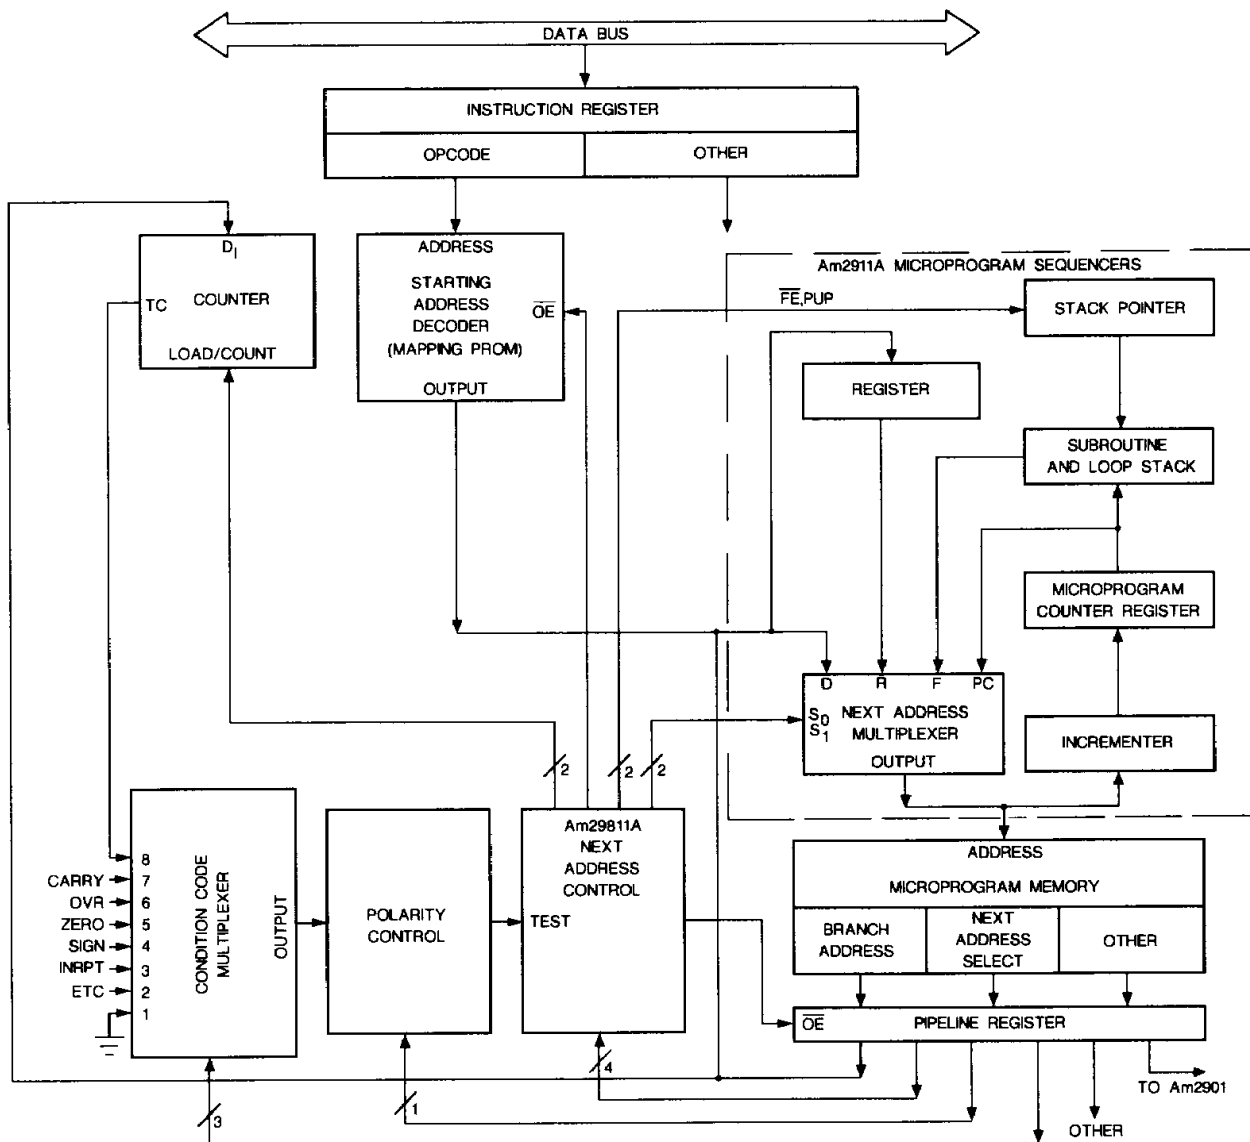 DATA BUS
INSTRUCTION REGISTER
OPCODE
OTHER
D1
COUNTER
TC
LOAD/COUNT
ADDRESS
STARTING
ADDRESS
DECODER
(MAPPING PROM)
OE
OUTPUT
Am2911A MICROPROGRAM SEQUENCERS
FE,PUP
STACK POINTER
REGISTER
SUBROUTINE
AND LOOP STACK
MICROPROGRAM
COUNTER REGISTER
D R F PC
S0
S1
NEXT ADDRESS
MULTIPLEXER
OUTPUT
INCREMENTER
2
2
2
8
CARRY 7
OVR 6
ZERO 5
SIGN 4
INRPT 3
ETC 2
1
CONDITION CODE
MULTIPLEXER
OUTPUT
POLARITY
CONTROL
Am29811A
NEXT
ADDRESS
CONTROL
TEST
ADDRESS
MICROPROGRAM MEMORY
BRANCH
ADDRESS
NEXT
ADDRESS
SELECT
OTHER
OE
PIPELINE REGISTER
3
1
4
TO Am2901
OTHER